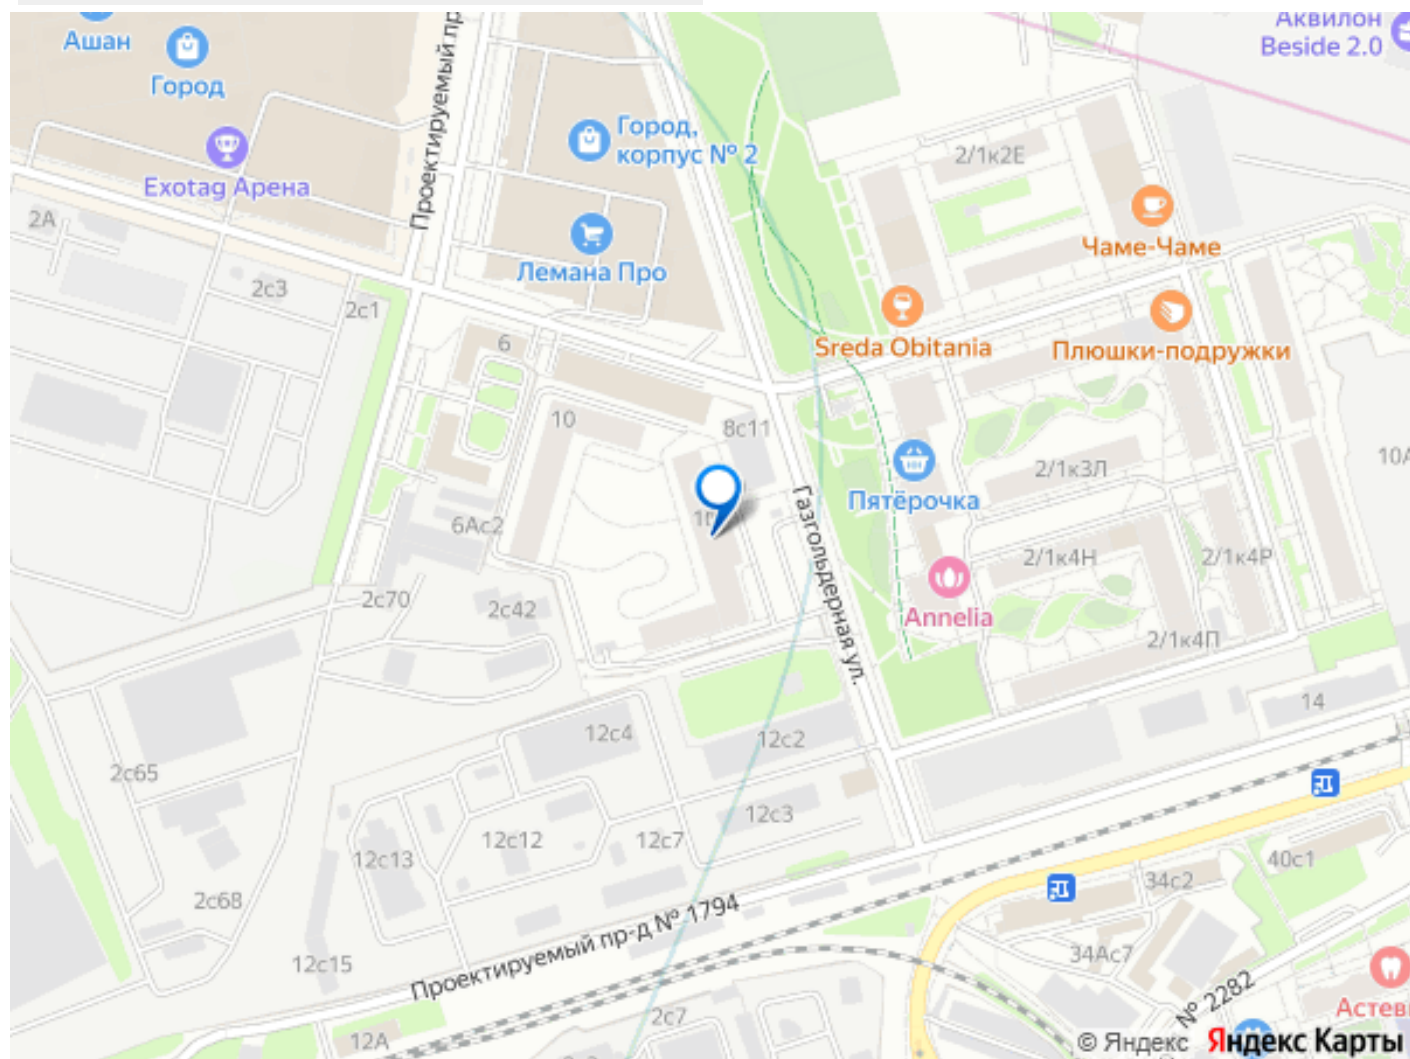 Ашан
Город
Проектируемый пр
Аквилон
Beside 2.0
Город,
корпус № 2
2/1к2Е
Exotag Арена
2А
Чаме-Чаме
Лемана Про
2с3
2с1
Sreda Obitania
Плюшки-подружки
6
10
8с11
2/1к3Л
10А
Пятёрочка
Газгольдерная ул.
6Ас2
2/1к4Н
2/1к4Р
2с70
2с42
Annelia
2/1к4П
14
12с4
12с2
2с65
12с3
12с12
12с7
12с13
40с1
34с2
2с68
Проектируемый пр-д № 1794
34Ас7
12с15
№ 2282
Астев
2с7
12А
© Яндекс Яндекс Карты